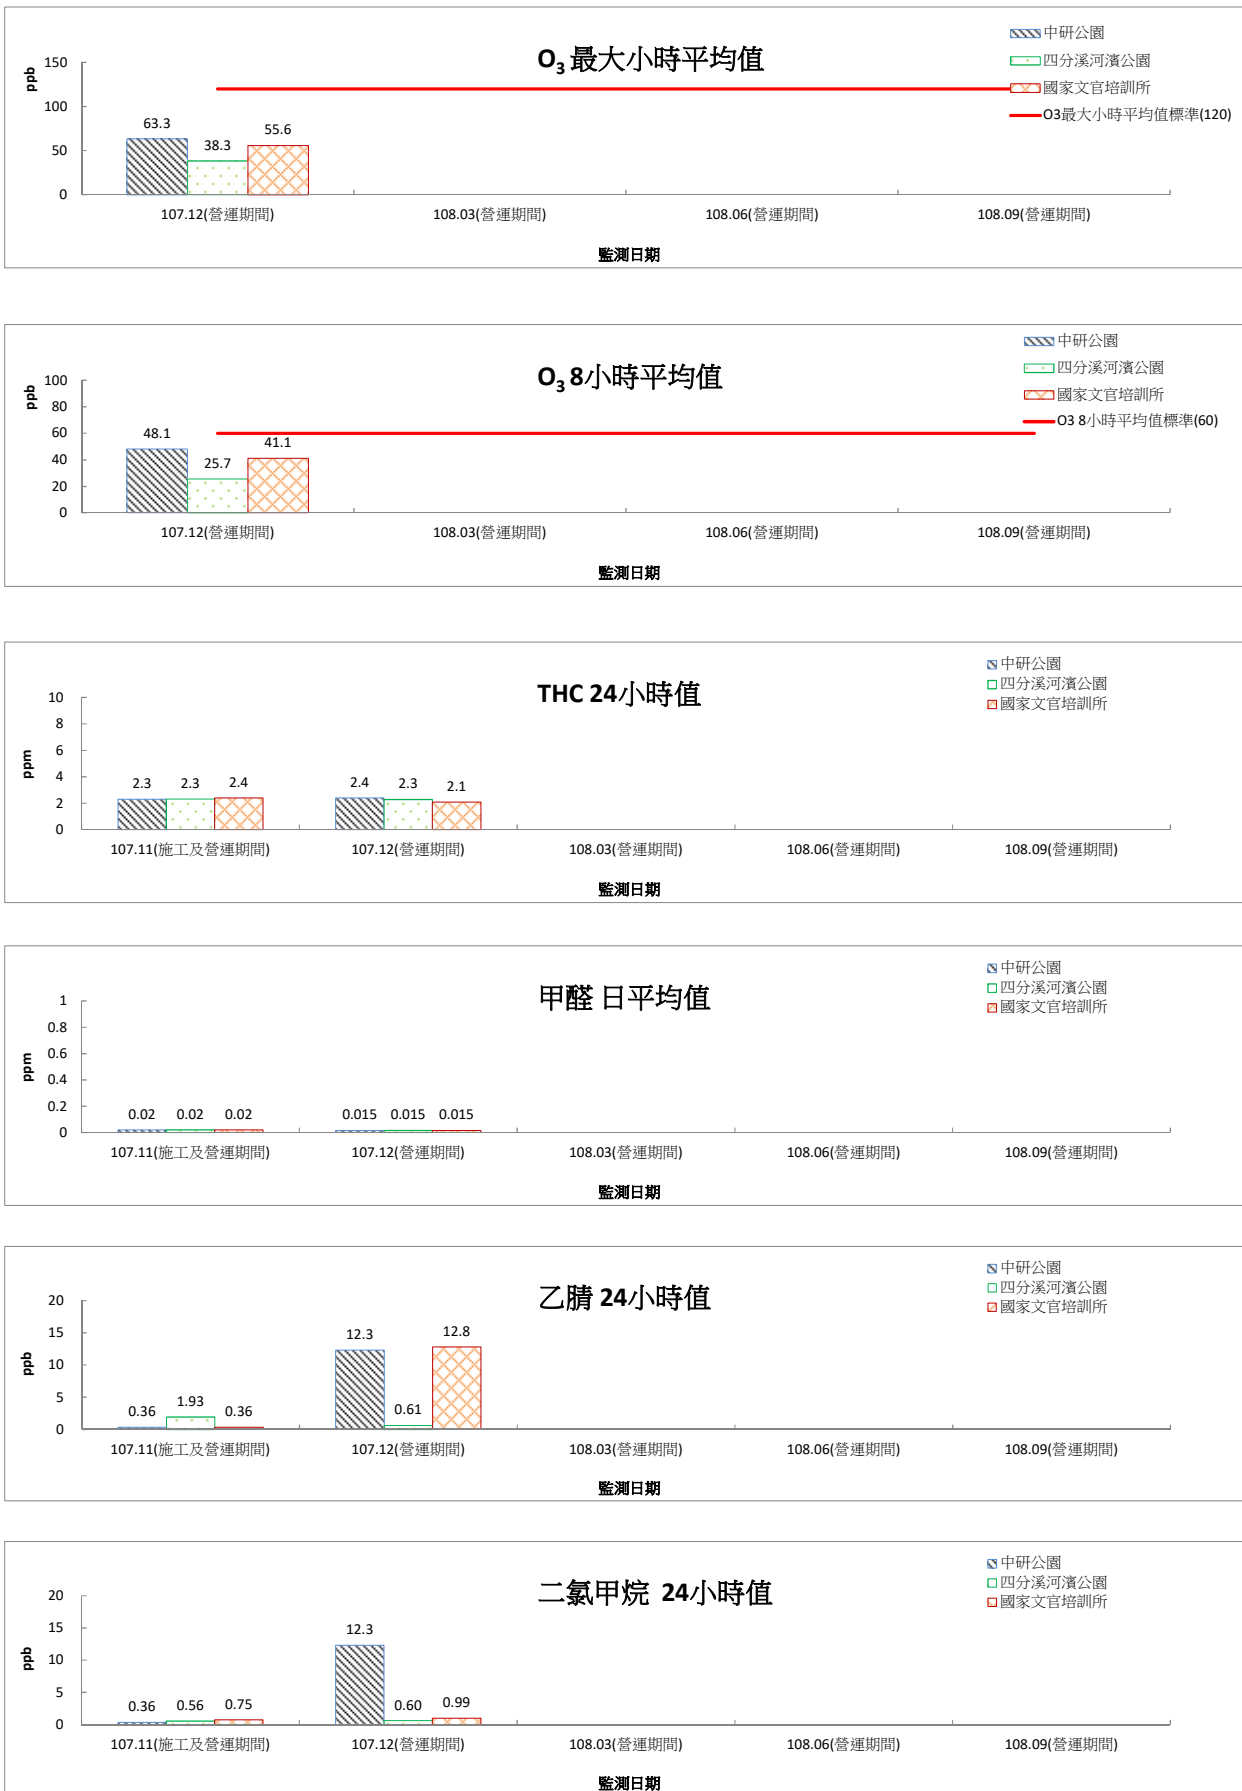 O3 最大小時平均值
中研公園
四分溪河濱公園
國家文官培訓所
O3最大小時平均值標準(120)
ppb
150
100
50
0
63.3
38.3
55.6
107.12(營運期間)
108.03(營運期間)
108.06(營運期間)
108.09(營運期間)
監測日期
O3 8小時平均值
中研公園
四分溪河濱公園
國家文官培訓所
O3 8小時平均值標準(60)
ppb
100
80
60
40
20
0
48.1
25.7
41.1
107.12(營運期間)
108.03(營運期間)
108.06(營運期間)
108.09(營運期間)
監測日期
THC 24小時值
中研公園
四分溪河濱公園
國家文官培訓所
ppm
10
8
6
4
2
0
2.3
2.3
2.4
2.4
2.3
2.1
107.11(施工及營運期間)
107.12(營運期間)
108.03(營運期間)
108.06(營運期間)
108.09(營運期間)
監測日期
甲醛 日平均值
中研公園
四分溪河濱公園
國家文官培訓所
ppm
1
0.8
0.6
0.4
0.2
0
0.02
0.02
0.02
0.015
0.015
0.015
107.11(施工及營運期間)
107.12(營運期間)
108.03(營運期間)
108.06(營運期間)
108.09(營運期間)
監測日期
乙腈 24小時值
中研公園
四分溪河濱公園
國家文官培訓所
ppb
20
15
10
5
0
0.36
1.93
0.36
12.3
0.61
12.8
107.11(施工及營運期間)
107.12(營運期間)
108.03(營運期間)
108.06(營運期間)
108.09(營運期間)
監測日期
二氯甲烷 24小時值
中研公園
四分溪河濱公園
國家文官培訓所
ppb
20
15
10
5
0
0.36
0.56
0.75
12.3
0.60
0.99
107.11(施工及營運期間)
107.12(營運期間)
108.03(營運期間)
108.06(營運期間)
108.09(營運期間)
監測日期